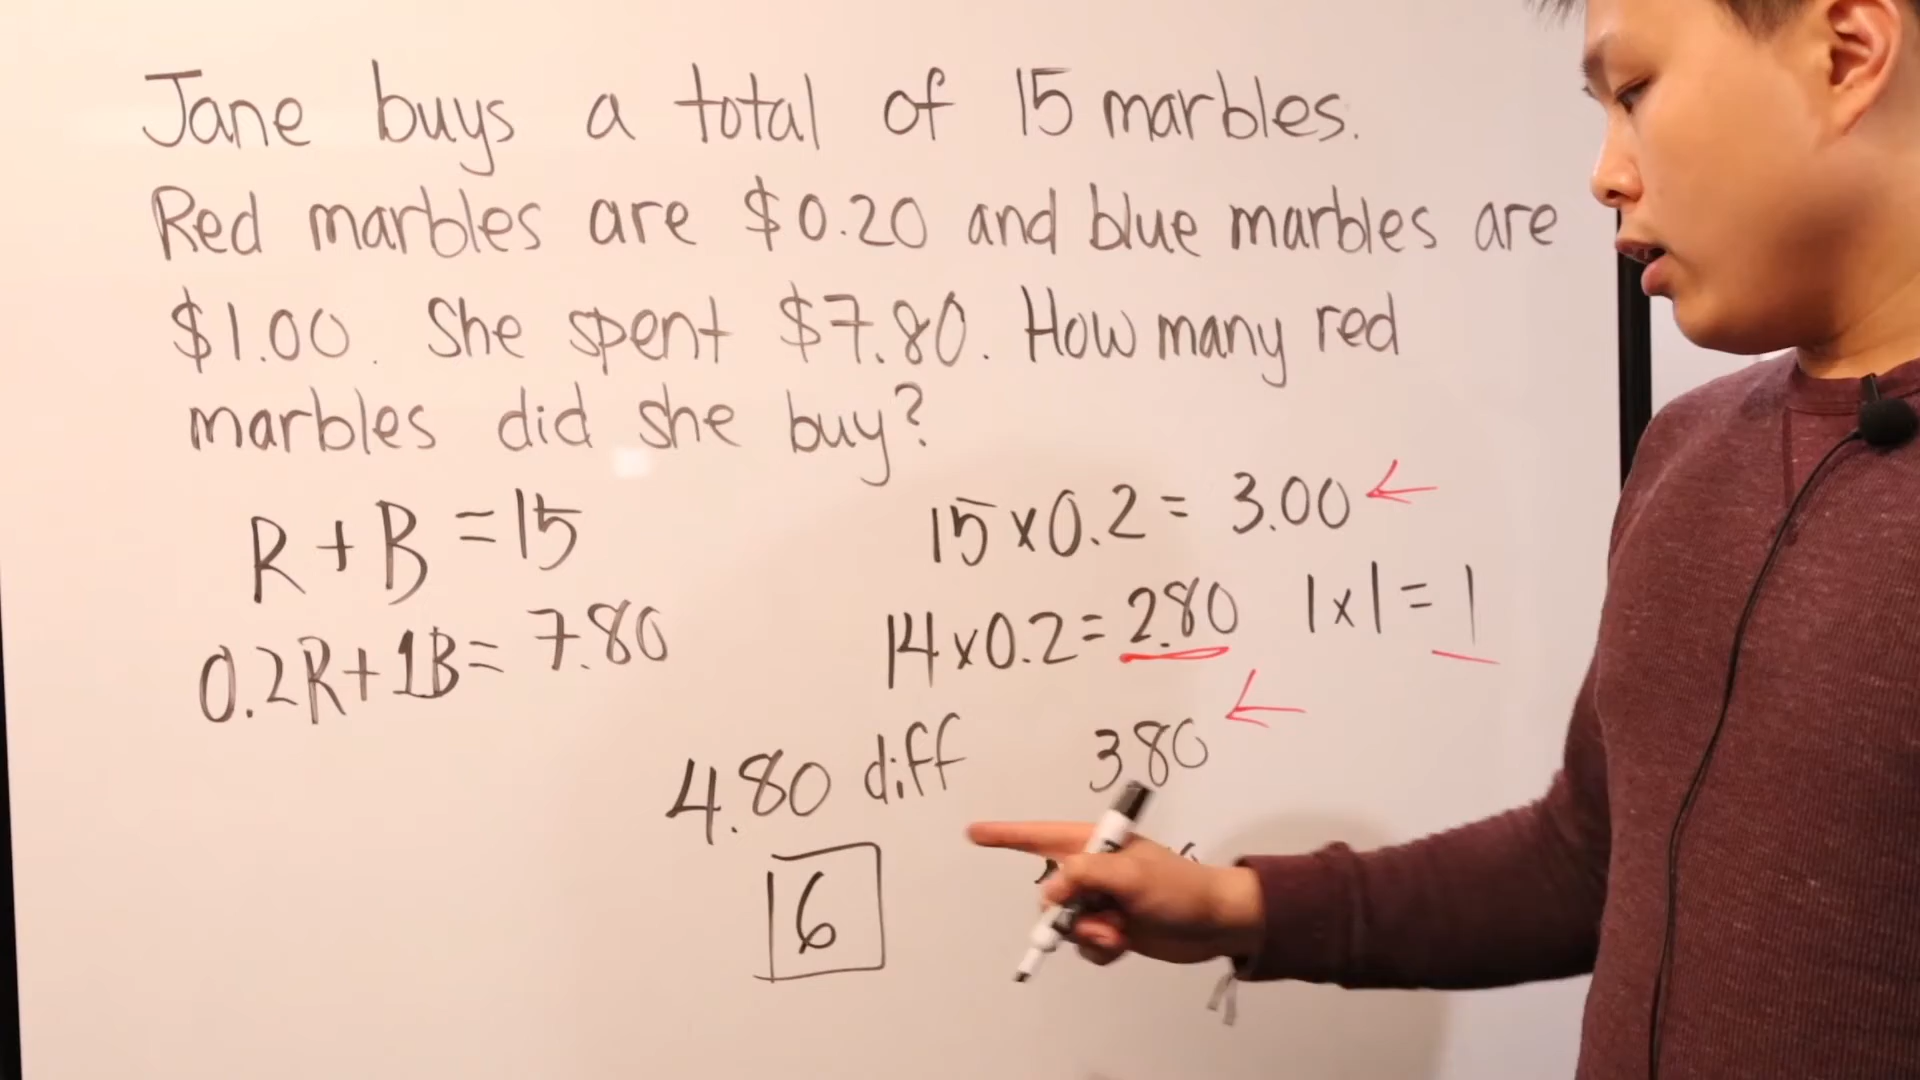 Jane buys a total of 15 marbles.
Red marbles are $0.20 and blue marbles are
$1.00. She spent $7.80. How many red
marbles did she buy?
R + B = 15
0.2R + 1B = 7.80
15 x 0.2 = 3.00
14 x 0.2 = 2.80 1 x 1 = 1
3.80
4.80 diff
6